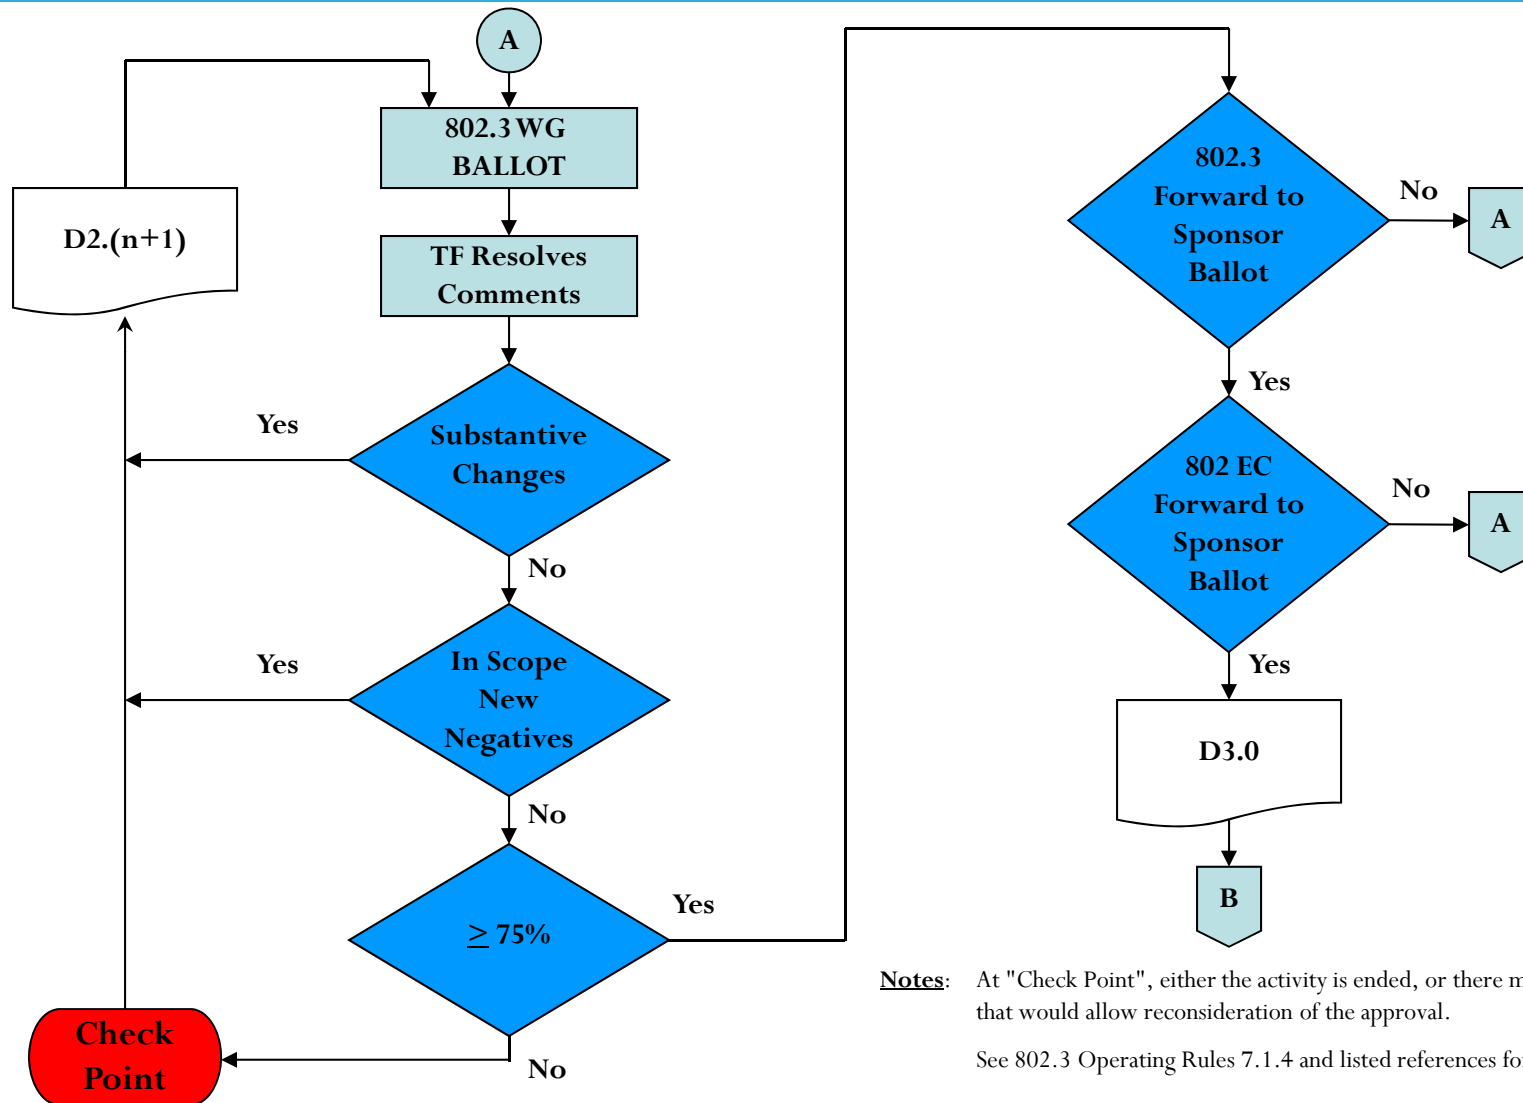 A
802.3 WG
BALLOT
D2.(n+1)
TF Resolves
Comments
Yes
Substantive
Changes
No
Yes
In Scope
New
Negatives
No
≥ 75%
Yes
No
Check
Point
802.3
Forward to
Sponsor
Ballot
No
A
Yes
802 EC
Forward to
Sponsor
Ballot
No
A
Yes
D3.0
B
Notes: At "Check Point", either the activity is ended, or there
that would allow reconsideration of the approval.
See 802.3 Operating Rules 7.1.4 and listed references